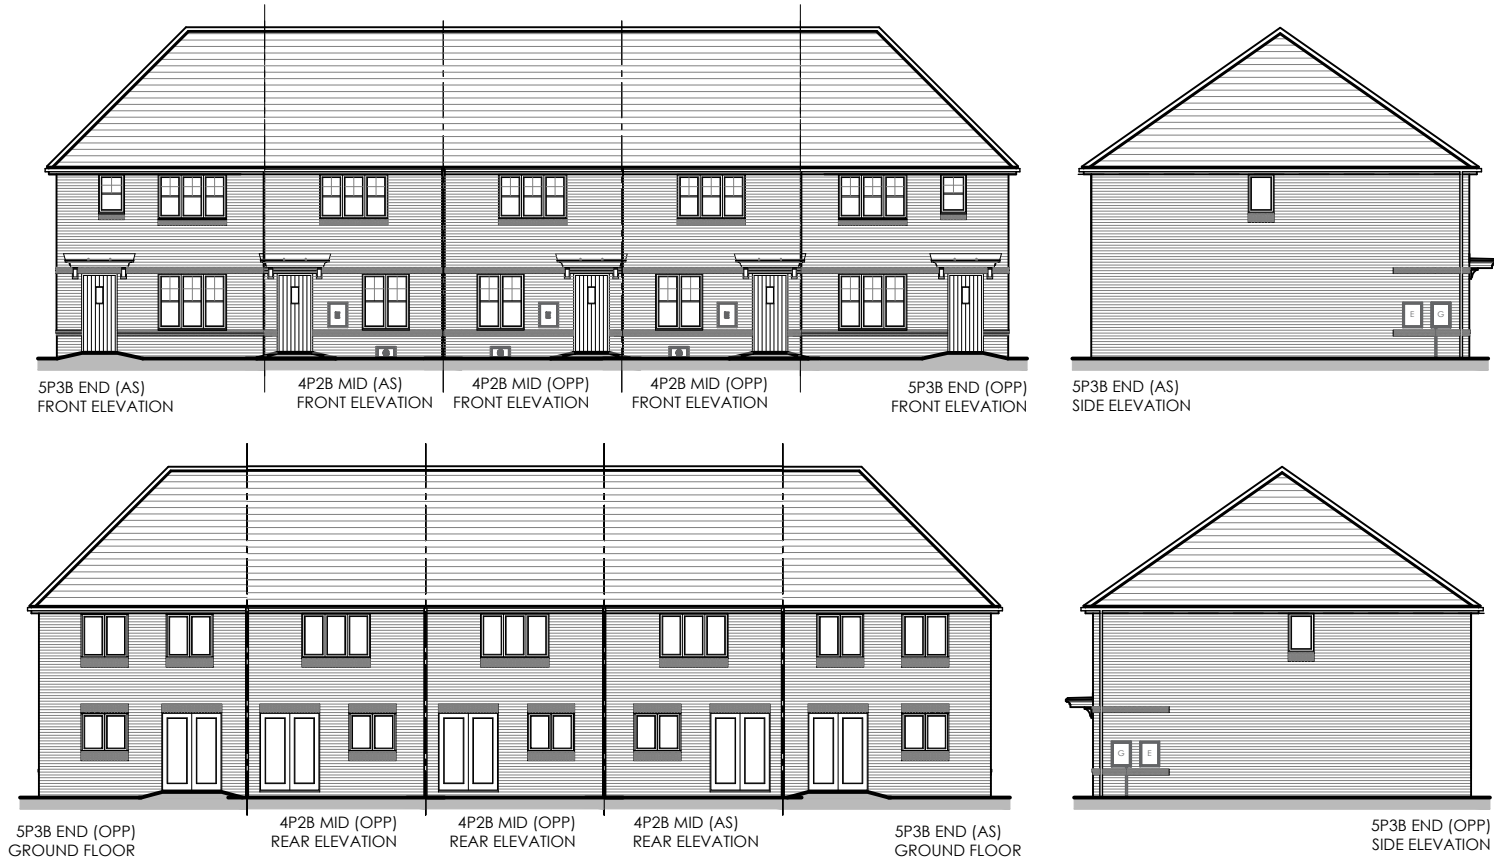 5P3B END (AS)
FRONT ELEVATION
4P2B MID (AS)
FRONT ELEVATION
4P2B MID (OPP)
FRONT ELEVATION
4P2B MID (OPP)
FRONT ELEVATION
5P3B END (OPP)
FRONT ELEVATION
E G
5P3B END (AS)
SIDE ELEVATION
5P3B END (OPP)
GROUND FLOOR
4P2B MID (OPP)
REAR ELEVATION
4P2B MID (OPP)
REAR ELEVATION
4P2B MID (AS)
REAR ELEVATION
5P3B END (AS)
GROUND FLOOR
G E
5P3B END (OPP)
SIDE ELEVATION